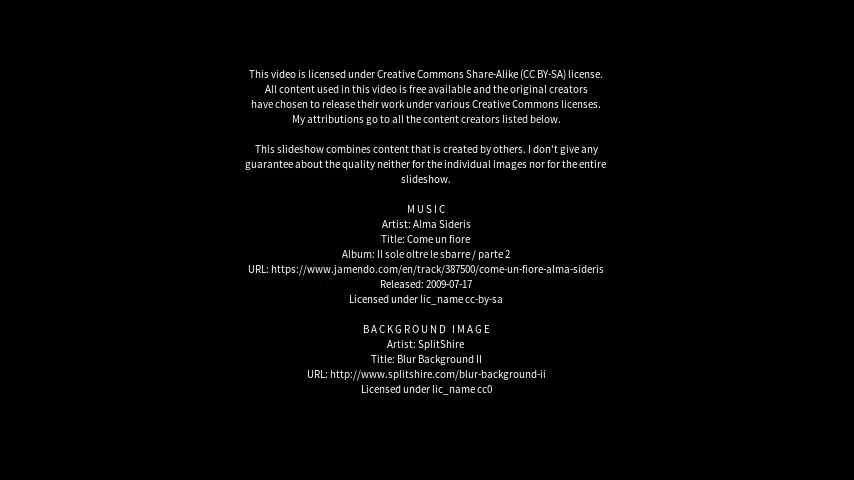 This video is licensed under Creative Commons Share-Alike (CC BY-SA) license.
All content used in this video is free available and the original creators
have chosen to release their work under various Creative Commons licenses.
My attributions go to all the content creators listed below.
This slideshow combines content that is created by others. I don't give any
guarantee about the quality neither for the individual images nor for the entire
slideshow.
MUSIC
Artist: Alma Sideris
Title: Come un fiore
Album: Il sole oltre le sbarre / parte 2
URL: https://www.jamendo.com/en/track/387500/come-un-fiore-alma-sideris
Released: 2009-07-17
Licensed under lic_name cc-by-sa
BACKGROUND IMAGE
Artist: SplitShire
Title: Blur Background II
URL: http://www.splitshire.com/blur-background-ii
Licensed under lic_name cc0